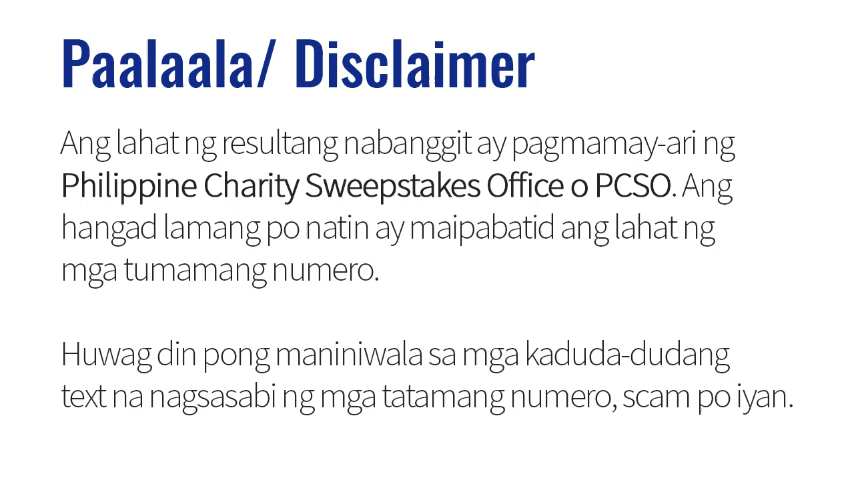 Paalaala/ Disclaimer
Ang lahat ng resultang nabanggit ay pagmamay-ari ng
Philippine Charity Sweepstakes Office o PCSO. Ang
hangad lamang po natin ay maipabatid ang lahat ng
mga tumamang numero.
Huwag din pong maniniwala sa mga kaduda-dudang
text na nagsasabi ng mga tatamang numero, scam po iyan.